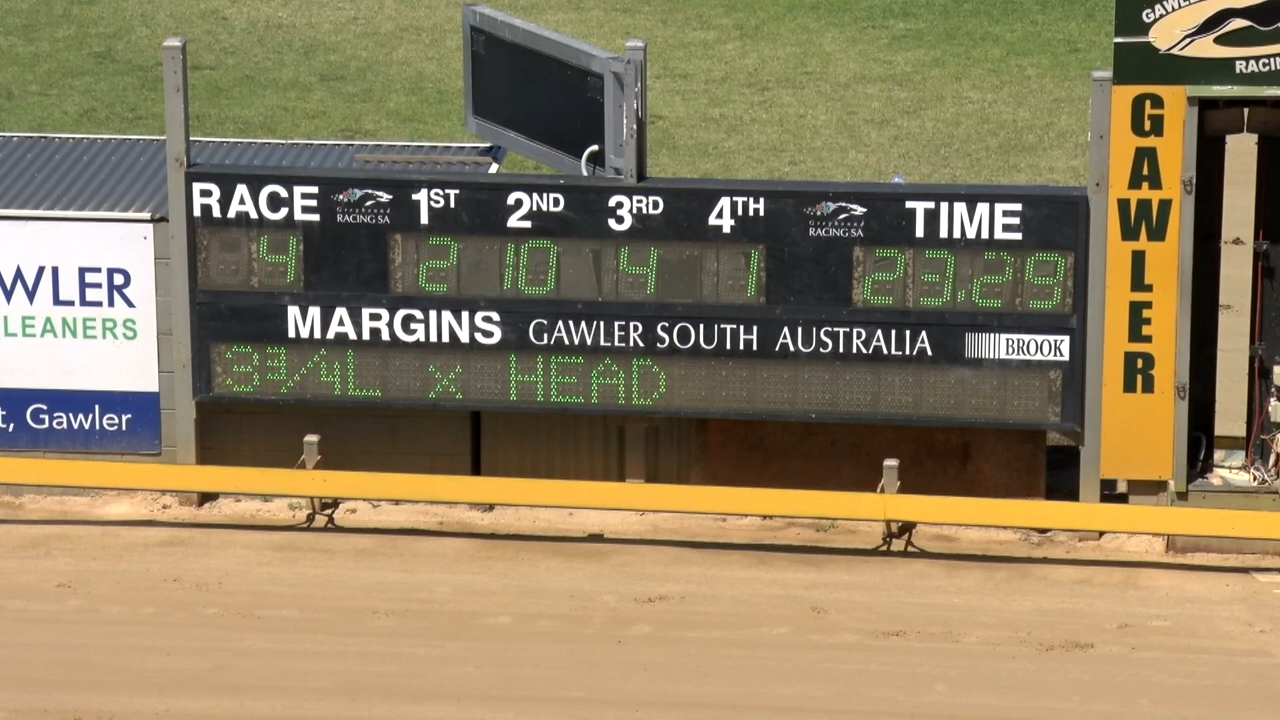 GAWLE
RACIN
GAWLER
RACE 1ST 2ND 3RD 4TH TIME
Greyhound
RACING SA
Greyhound
RACING SA
4 2 10 4 1 23.29
MARGINS GAWLER SOUTH AUSTRALIA BROOK
3¾L x HEAD
WLER
LEANERS
t, Gawler